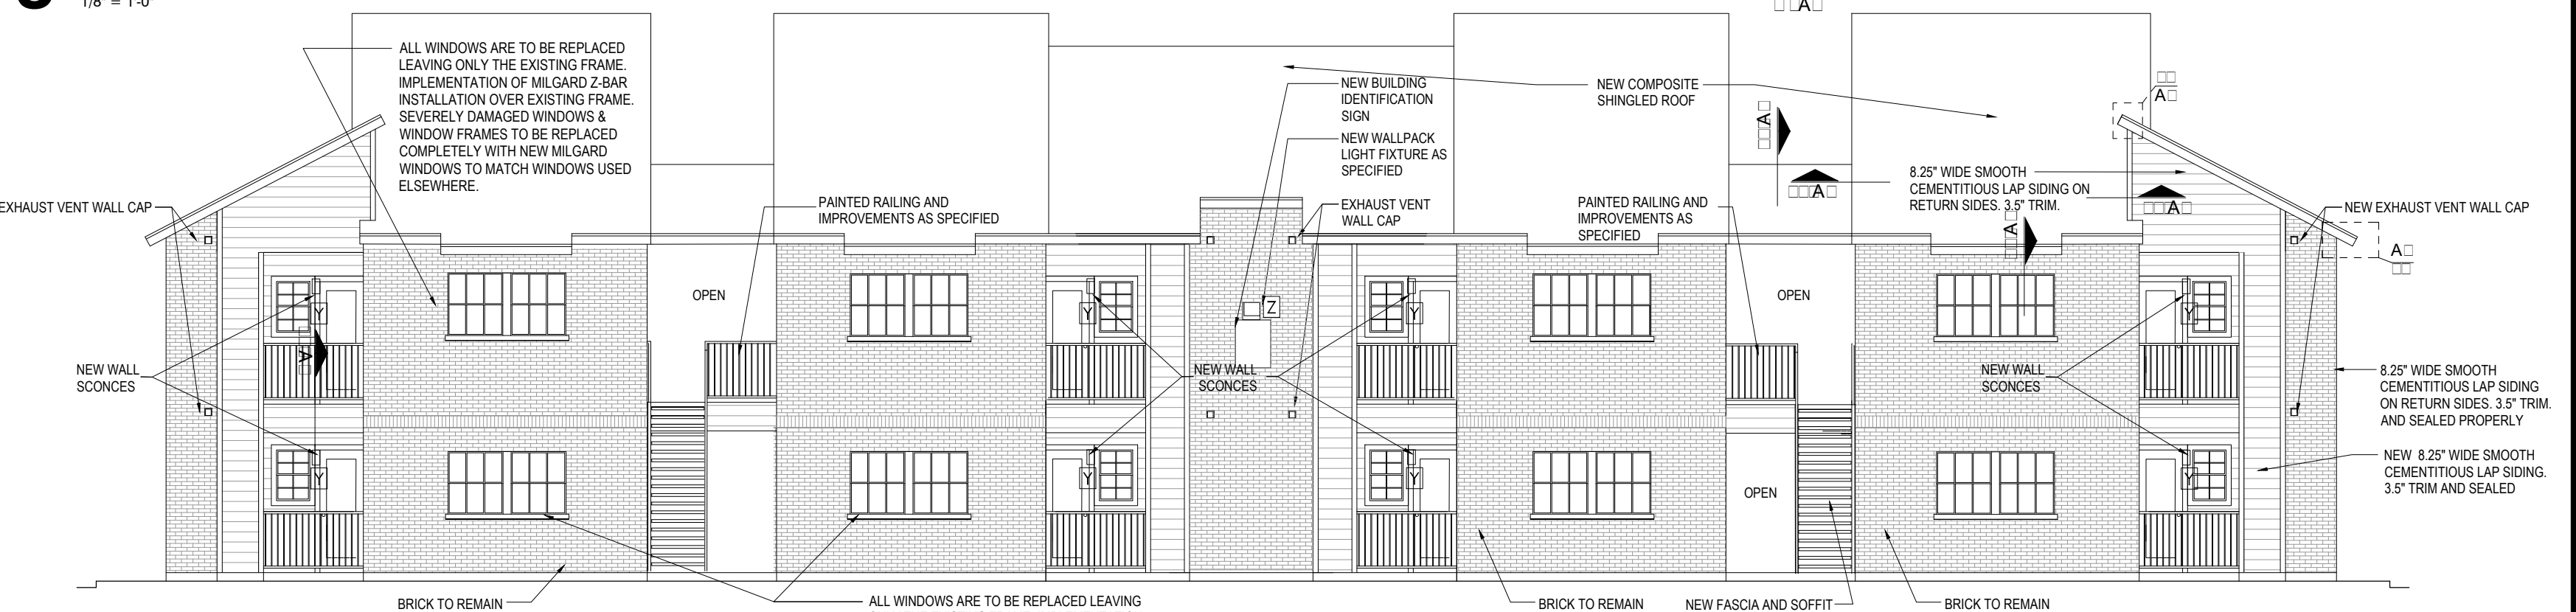 1/8" = 1'-0"
ALL WINDOWS ARE TO BE REPLACED
LEAVING ONLY THE EXISTING FRAME.
IMPLEMENTATION OF MILGARD Z-BAR
INSTALLATION OVER EXISTING FRAME.
SEVERELY DAMAGED WINDOWS &
WINDOW FRAMES TO BE REPLACED
COMPLETELY WITH NEW MILGARD
WINDOWS TO MATCH WINDOWS USED
ELSEWHERE.
EXHAUST VENT WALL CAP
PAINTED RAILING AND
IMPROVEMENTS AS SPECIFIED
NEW BUILDING
IDENTIFICATION
SIGN
NEW WALLPACK
LIGHT FIXTURE AS
SPECIFIED
EXHAUST VENT
WALL CAP
NEW COMPOSITE
SHINGLED ROOF
PAINTED RAILING AND
IMPROVEMENTS AS
SPECIFIED
8.25" WIDE SMOOTH
CEMENTITIOUS LAP SIDING ON
RETURN SIDES. 3.5" TRIM.
NEW EXHAUST VENT WALL CAP
A
A
A
A
A
A
A
A
OPEN
OPEN
Z
Y
Y
Y
Y
NEW WALL
SCONCES
NEW WALL
SCONCES
NEW WALL
SCONCES
8.25" WIDE SMOOTH
CEMENTITIOUS LAP SIDING
ON RETURN SIDES. 3.5" TRIM.
AND SEALED PROPERLY
Y
Y
Y
Y
OPEN
NEW 8.25" WIDE SMOOTH
CEMENTITIOUS LAP SIDING.
3.5" TRIM AND SEALED
BRICK TO REMAIN
ALL WINDOWS ARE TO BE REPLACED LEAVING
BRICK TO REMAIN
NEW FASCIA AND SOFFIT
BRICK TO REMAIN